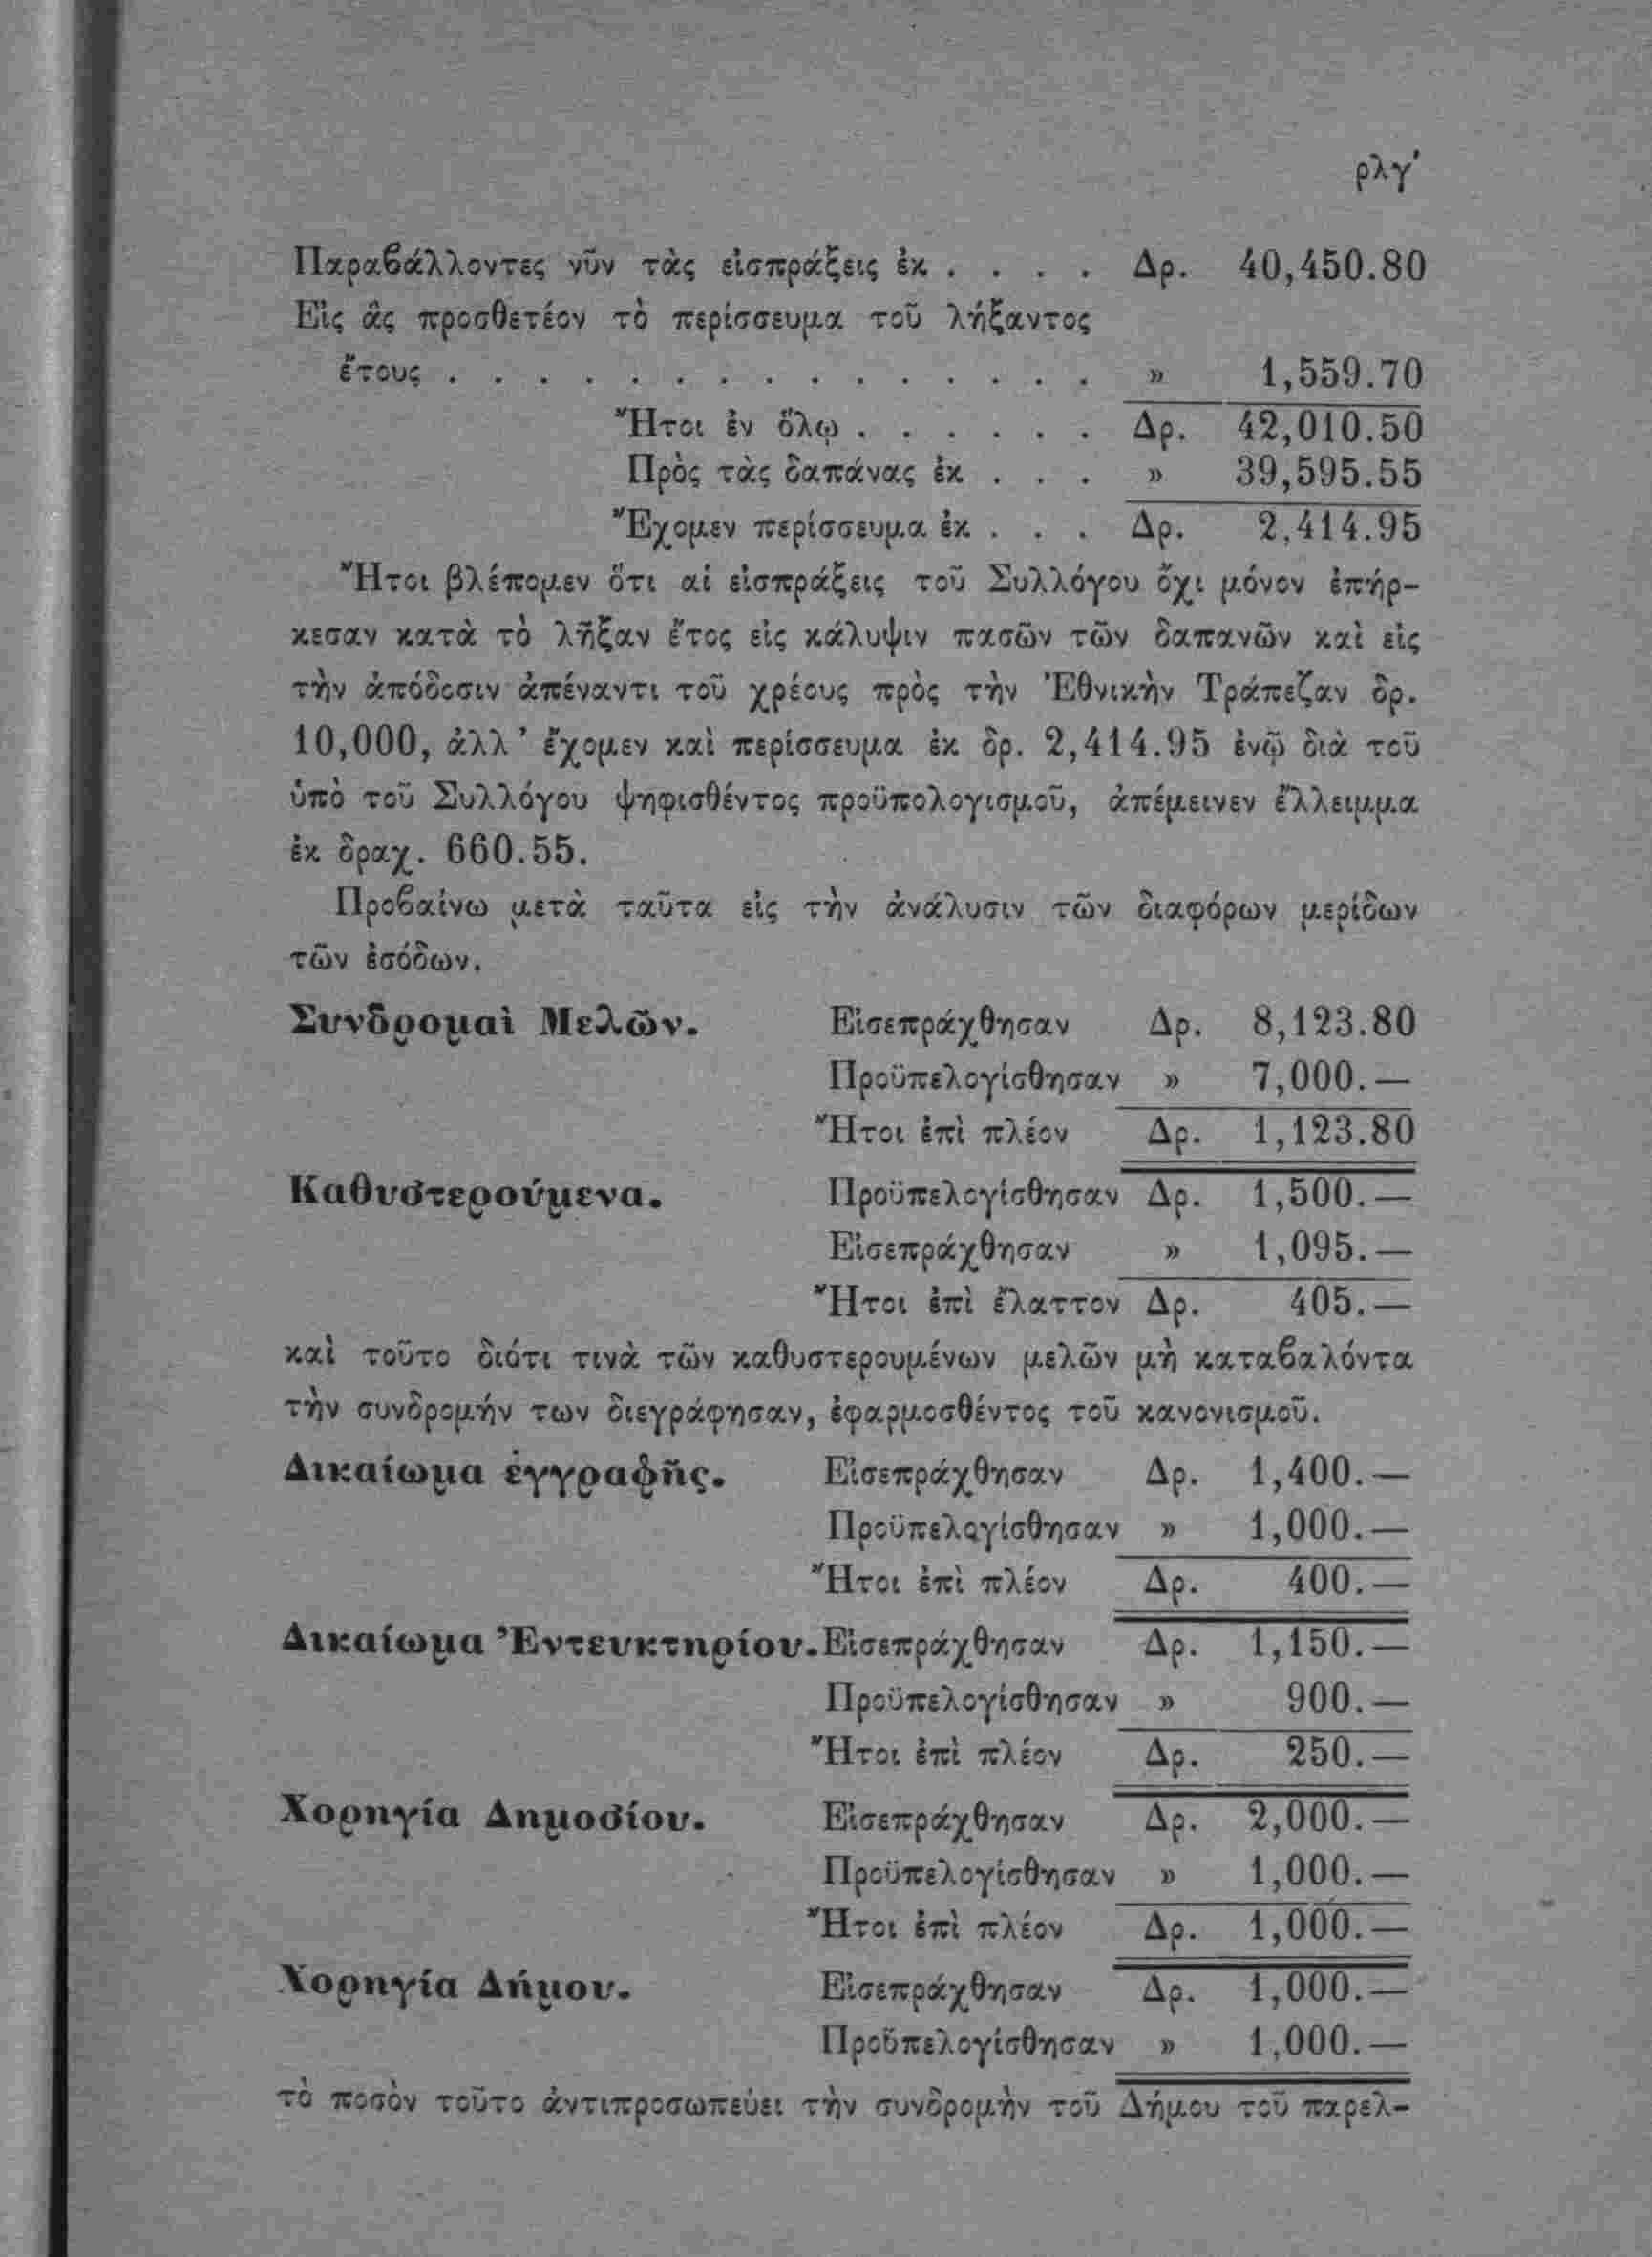 ρλγ'
Παραβάλλοντες νῦν τὰς εἰσπράξεις ἐκ . . . . Δρ. 40,450.80
Εἰς ἃς προσθετέον τὸ περίσσευμα τοῦ λήξαντος
ἔτους . . . . . . . . . . . . . . . » 1,559.70
Ἤτοι ἐν ὅλῳ . . . . . . Δρ. 42,010.50
Πρὸς τὰς δαπάνας ἐκ . . . » 39,595.55
Ἔχομεν περίσσευμα ἐκ . . . Δρ. 2,414.95
Ἤτοι βλέπομεν ὅτι αἱ εἰσπράξεις τοῦ Συλλόγου ὄχι μόνον ἐπήρ-
κεσαν κατὰ τὸ λῆξαν ἔτος εἰς κάλυψιν πασῶν τῶν δαπανῶν καὶ εἰς
τὴν ἀπόδοσιν ἀπέναντι τοῦ χρέους πρὸς τὴν Ἐθνικὴν Τράπεζαν δρ.
10,000, ἀλλ' ἔχομεν καὶ περίσσευμα ἐκ δρ. 2,414.95 ἐνῷ διὰ τοῦ
ὑπὸ τοῦ Συλλόγου ψηφισθέντος προϋπολογισμοῦ, ἀπέμεινεν ἔλλειμμα
ἐκ δραχ. 660.55.
Προβαίνω μετὰ ταῦτα εἰς τὴν ἀνάλυσιν τῶν διαφόρων μερίδων
τῶν ἐσόδων.
Συνδρομαὶ Μελῶν. Εἰσεπράχθησαν Δρ. 8,123.80
Προϋπελογίσθησαν » 7,000.—
Ἤτοι ἐπὶ πλέον Δρ. 1,123.80
Καθυστερούμενα. Προϋπελογίσθησαν Δρ. 1,500.—
Εἰσεπράχθησαν » 1,095.—
Ἤτοι ἐπὶ ἔλαττον Δρ. 405.—
καὶ τοῦτο διότι τινὰ τῶν καθυστερουμένων μελῶν μὴ καταβαλόντα
τὴν συνδρομήν των διεγράφησαν, ἐφαρμοσθέντος τοῦ κανονισμοῦ.
Δικαίωμα ἐγγραφῆς. Εἰσεπράχθησαν Δρ. 1,400.—
Προϋπελογίσθησαν » 1,000.—
Ἤτοι ἐπὶ πλέον Δρ. 400.—
Δικαίωμα Ἐντευκτηρίου. Εἰσεπράχθησαν Δρ. 1,150.—
Προϋπελογίσθησαν » 900.—
Ἤτοι ἐπὶ πλέον Δρ. 250.—
Χορηγία Δημοσίου. Εἰσεπράχθησαν Δρ. 2,000.—
Προϋπελογίσθησαν » 1,000.—
Ἤτοι ἐπὶ πλέον Δρ. 1,000.—
Χορηγία Δήμου. Εἰσεπράχθησαν Δρ. 1,000.—
Προϋπελογίσθησαν » 1,000.—
τὸ ποσὸν τοῦτο ἀντιπροσωπεύει τὴν συνδρομὴν τοῦ Δήμου τοῦ παρελ-